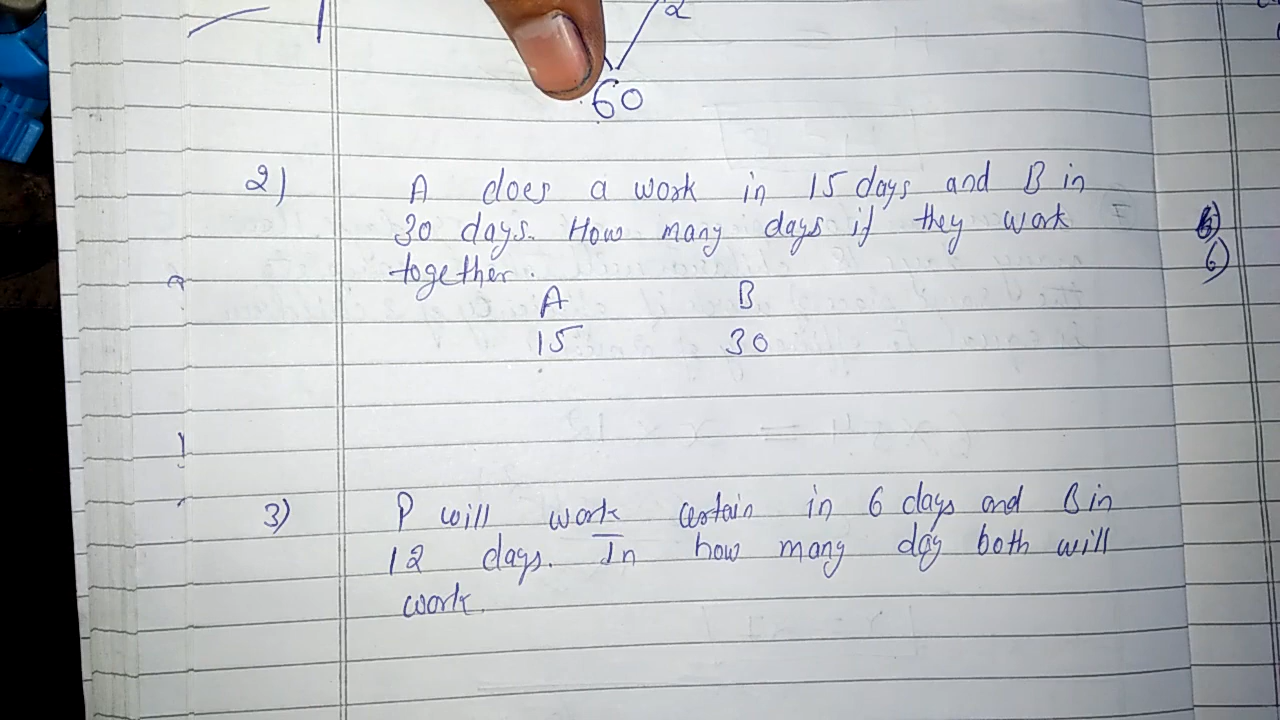 2
60
2) A does a work in 15 days and B in
30 days. How many days if they work
together.
A B
15 30
3) P will work certain in 6 days and B in
12 days. In how many day both will
work.
6)